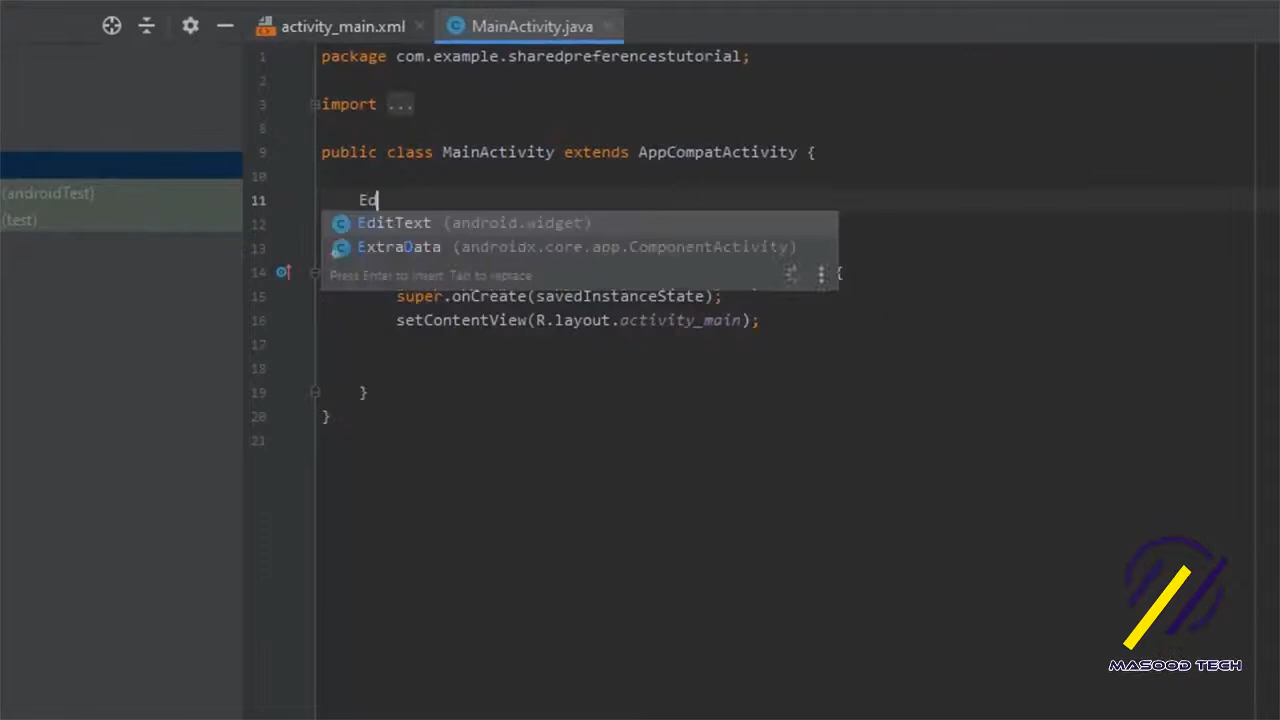 activity_main.xml
MainActivity.java
(androidTest)
(test)
1 package com.example.sharedpreferencestutorial;
2
3 import ...
8
9 public class MainActivity extends AppCompatActivity {
10
11 Ed
12 EditText (android.widget)
13 ExtraData (androidx.core.app.ComponentActivity)
Press Enter to insert, Tab to replace
14 {
15 super.onCreate(savedInstanceState);
16 setContentView(R.layout.activity_main);
17
18
19 }
20 }
21
MASOOD TECH